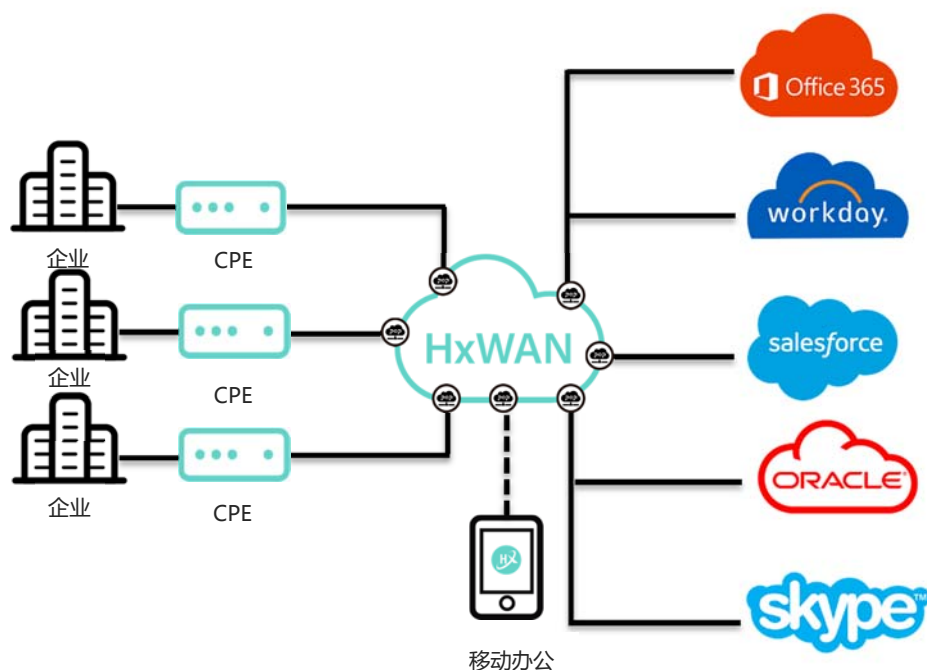 Office 365
workday.
企业
CPE
HxWAN
salesforce
企业
CPE
ORACLE
企业
CPE
HX
skype™
移动办公